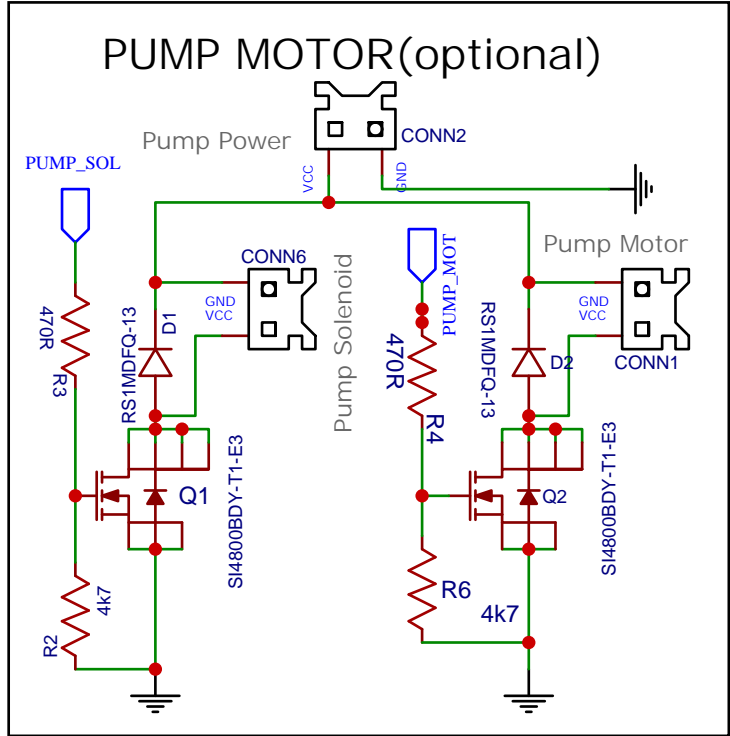 PUMP MOTOR(optional)
Pump Power
CONN2
PUMP_SOL
VCC
GND
CONN6
GND
VCC
Pump Solenoid
D1
RS1MDFQ-13
470R
R3
Q1
SI4800BDY-T1-E3
4k7
R2
PUMP_MOT
Pump Motor
GND
VCC
CONN1
RS1MDFQ-13
D2
470R
R4
Q2
SI4800BDY-T1-E3
R6
4k7